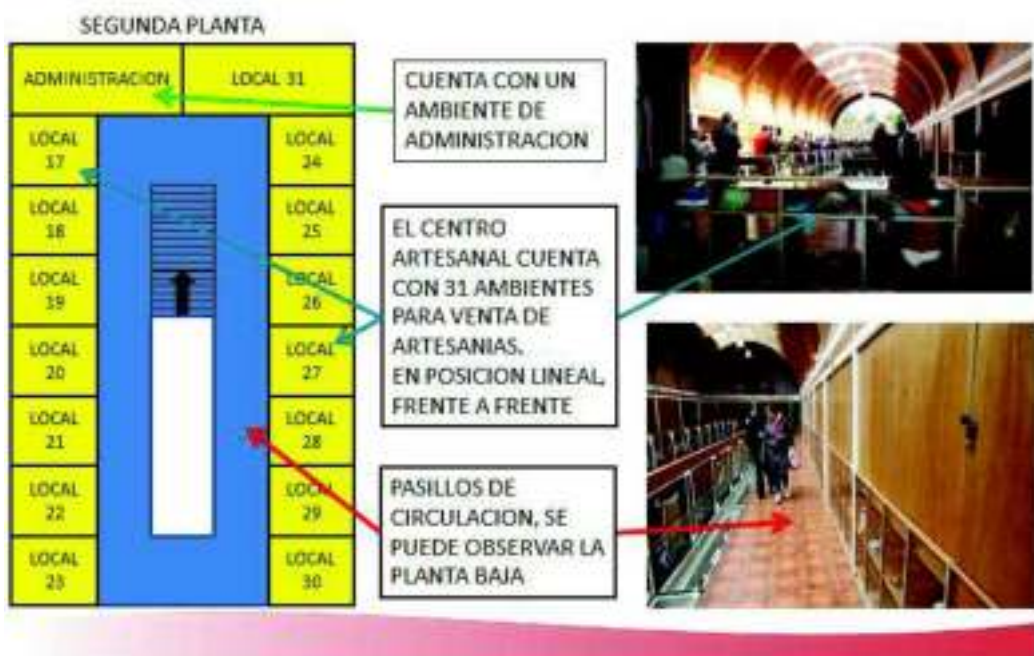 SEGUNDA PLANTA
ADMINISTRACION
LOCAL 31
LOCAL
17
LOCAL
18
LOCAL
19
LOCAL
20
LOCAL
21
LOCAL
22
LOCAL
23
LOCAL
24
LOCAL
25
LOCAL
26
LOCAL
27
LOCAL
28
LOCAL
29
LOCAL
30
CUENTA CON UN
AMBIENTE DE
ADMINISTRACION
EL CENTRO
ARTESANAL CUENTA
CON 31 AMBIENTES
PARA VENTA DE
ARTESANIAS.
EN POSICION LINEAL,
FRENTE A FRENTE
PASILLOS DE
CIRCULACION, SE
PUEDE OBSERVAR LA
PLANTA BAJA